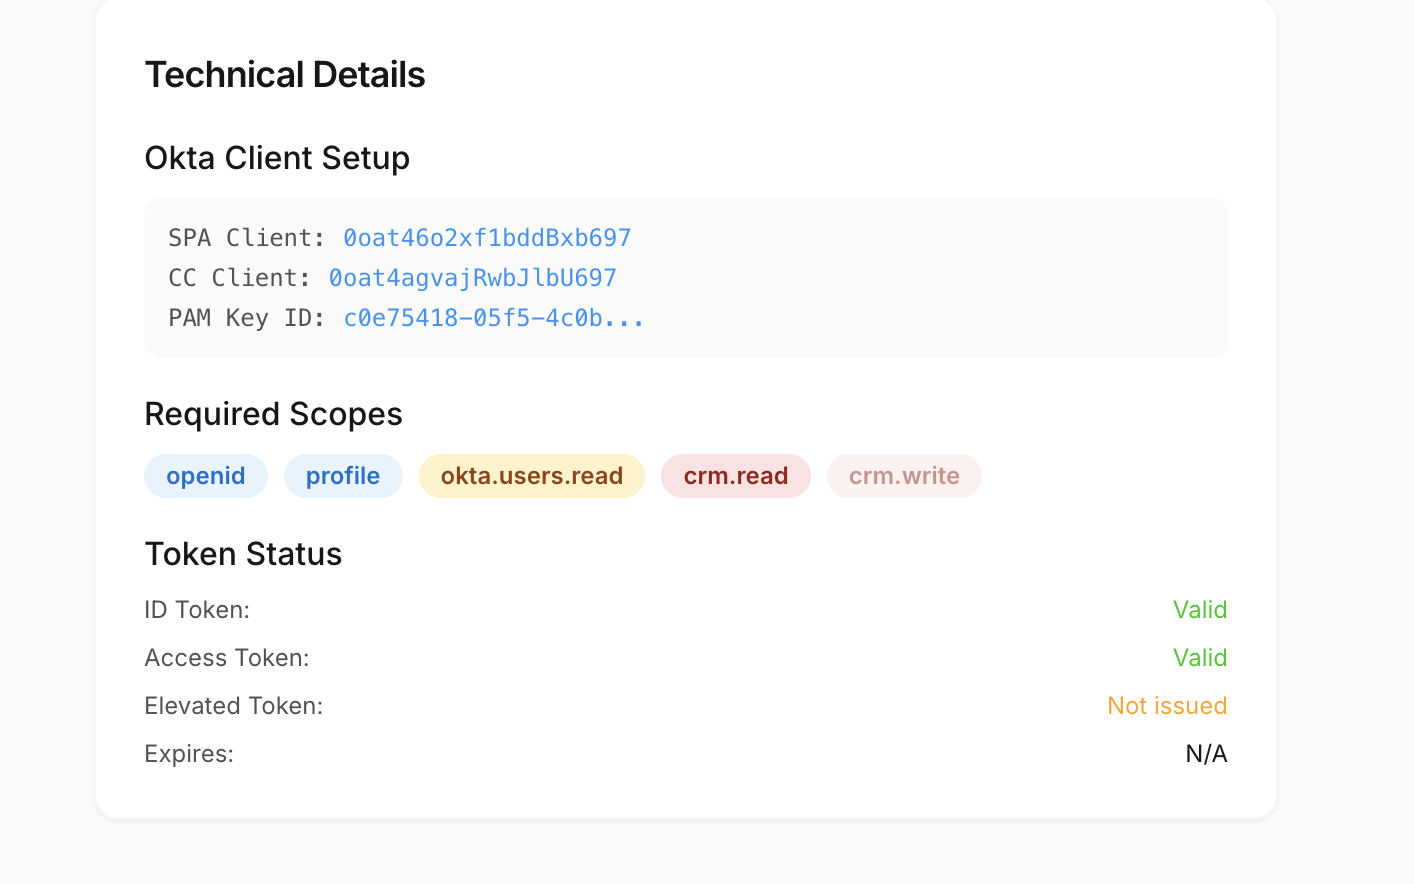 Technical Details
Okta Client Setup
SPA Client: 0oat46o2xf1bddBxb697
CC Client: 0oat4agvajRwbJlbU697
PAM Key ID: c0e75418-05f5-4c0b...
Required Scopes
openid profile okta.users.read crm.read crm.write
Token Status
ID Token: Valid
Access Token: Valid
Elevated Token: Not issued
Expires: N/A